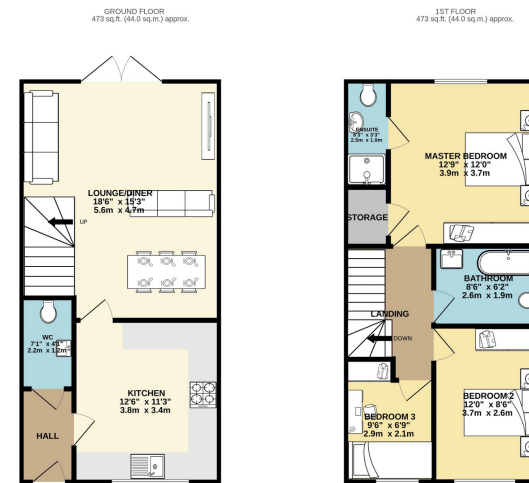 GROUND FLOOR
473 sq.ft. (44.0 sq.m.) approx.
LOUNGE/DINER
18'6" x 15'3"
5.6m x 4.7m
UP
WC
7'1" x 4'1"
2.2m x 1.2m
KITCHEN
12'6" x 11'3"
3.8m x 3.4m
HALL
1ST FLOOR
473 sq.ft. (44.0 sq.m.) approx.
ENSUITE
8'3" x 3'3"
2.5m x 1.0m
MASTER BEDROOM
12'9" x 12'0"
3.9m x 3.7m
STORAGE
BATHROOM
8'6" x 6'2"
2.6m x 1.9m
LANDING
DOWN
BEDROOM 3
9'6" x 6'9"
2.9m x 2.1m
BEDROOM 2
12'0" x 8'6"
3.7m x 2.6m